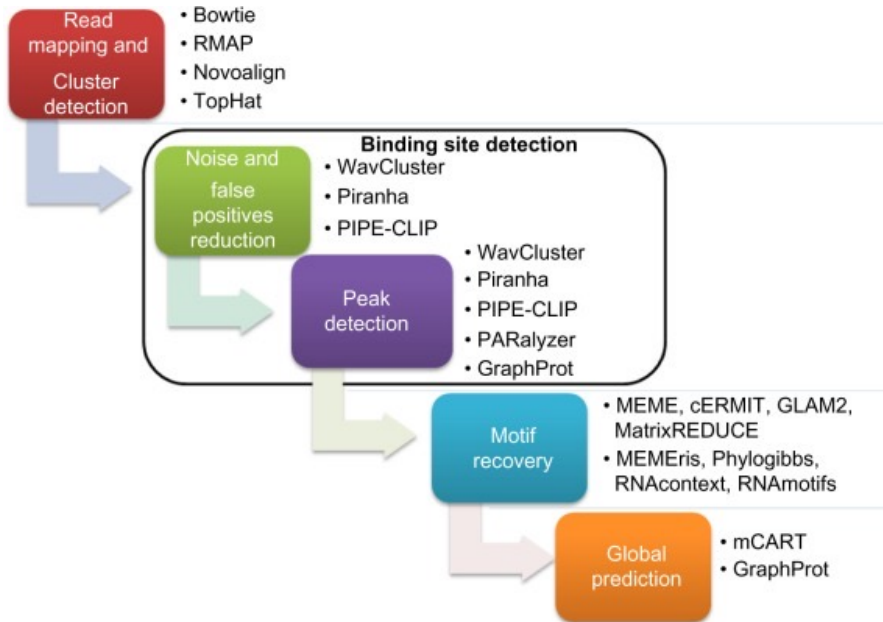 Read
mapping and
Cluster
detection
• Bowtie
• RMAP
• Novoalign
• TopHat
Binding site detection
Noise and
false
positives
reduction
• WavCluster
• Piranha
• PIPE-CLIP
Peak
detection
• WavCluster
• Piranha
• PIPE-CLIP
• PARalyzer
• GraphProt
Motif
recovery
• MEME, cERMIT, GLAM2,
MatrixREDUCE
• MEMEris, Phylogibbs,
RNAcontext, RNAmotifs
Global
prediction
• mCART
• GraphProt